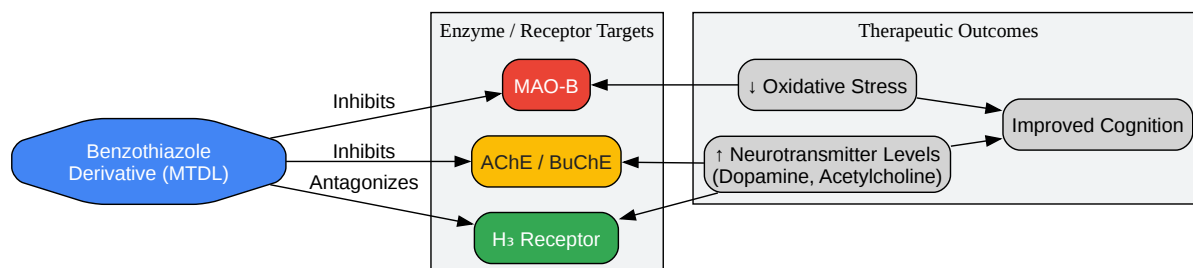 Enzyme / Receptor Targets
Therapeutic Outcomes
Benzothiazole
Derivative (MTDL)
Inhibits
Inhibits
Antagonizes
MAO-B
AChE / BuChE
H₃ Receptor
↓ Oxidative Stress
↑ Neurotransmitter Levels
(Dopamine, Acetylcholine)
Improved Cognition